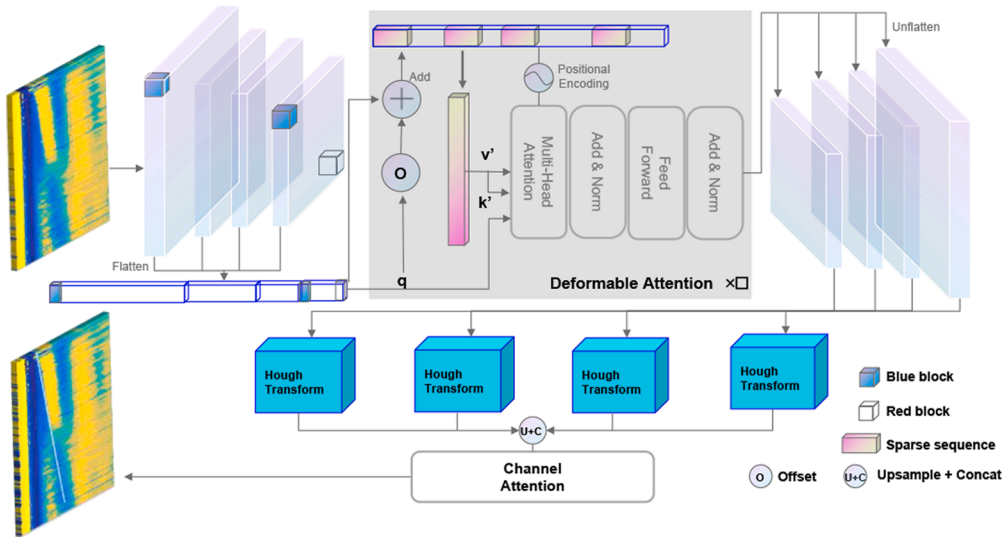 Unflatten
Add
Positional
Encoding
O
v'
k'
q
Multi-Head
Attention
Add & Norm
Feed
Forward
Add & Norm
Flatten
Deformable Attention ×□
Hough
Transform
Hough
Transform
Hough
Transform
Hough
Transform
U+C
Channel
Attention
Blue block
Red block
Sparse sequence
O Offset
U+C Upsample + Concat